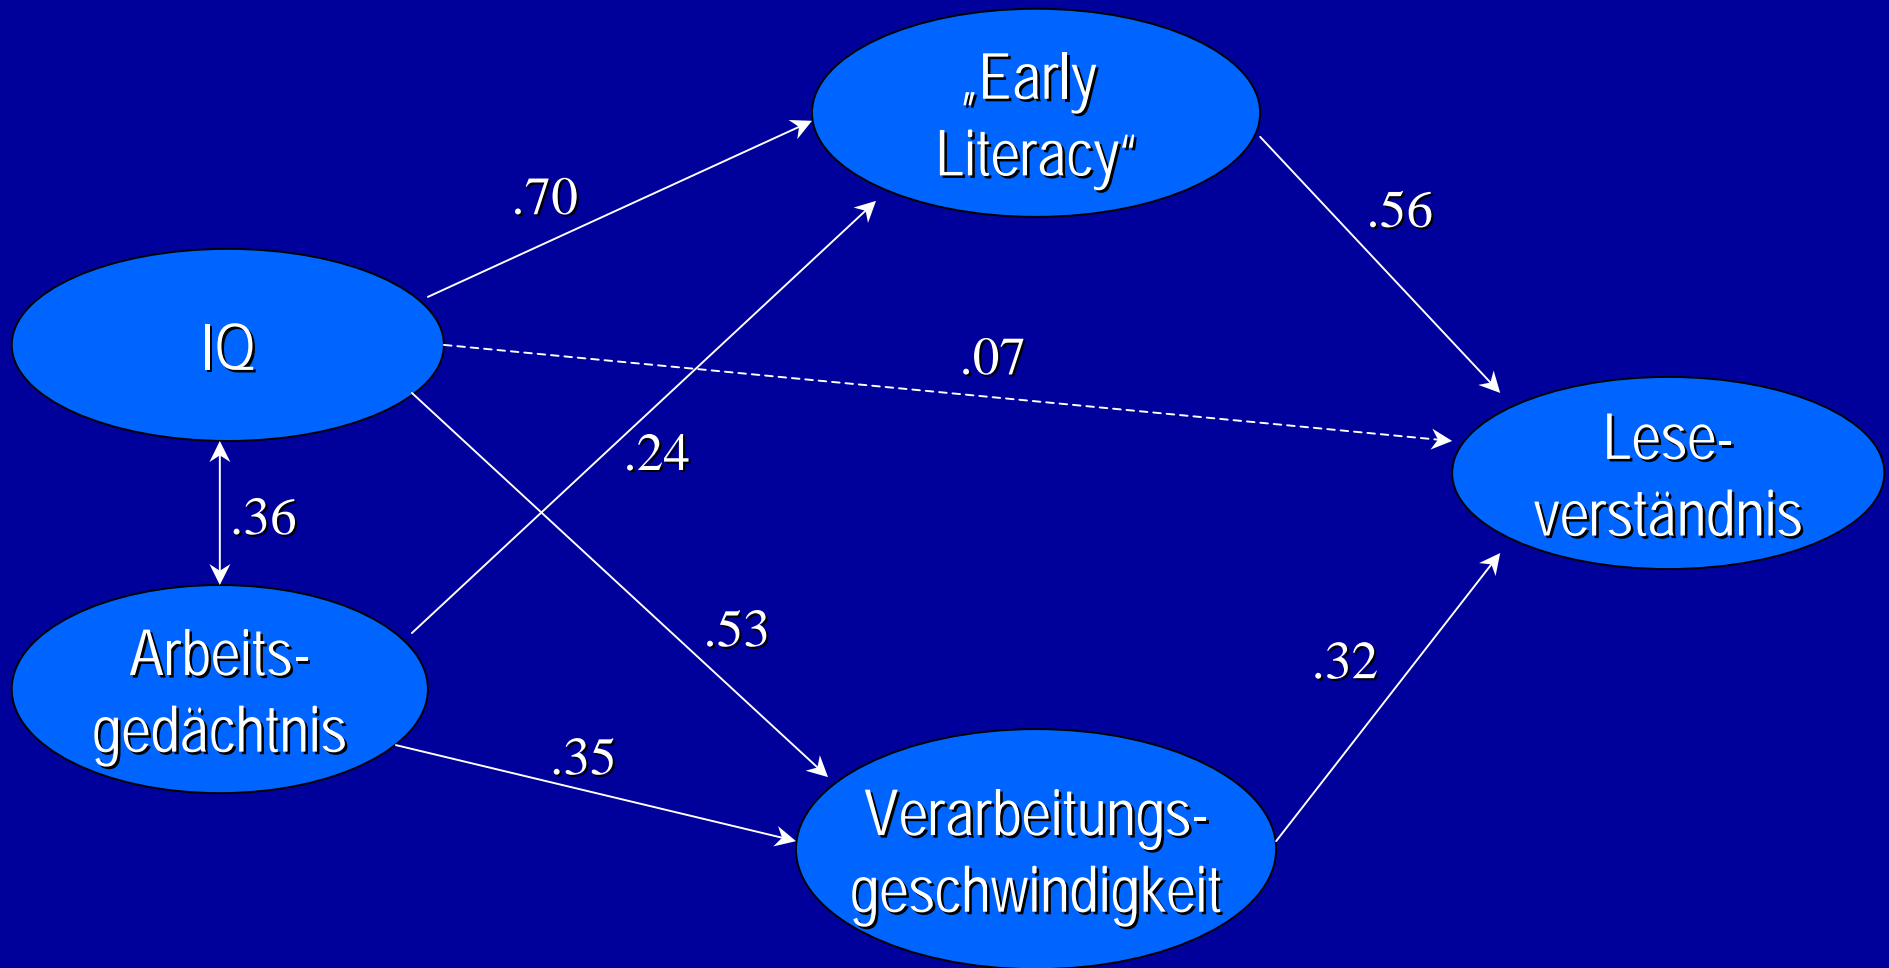 „Early
Literacy“
.70
.56
IQ
.07
.24
.36
Lese-
verständnis
Arbeits-
gedächtnis
.53
.32
.35
Verarbeitungs-
geschwindigkeit